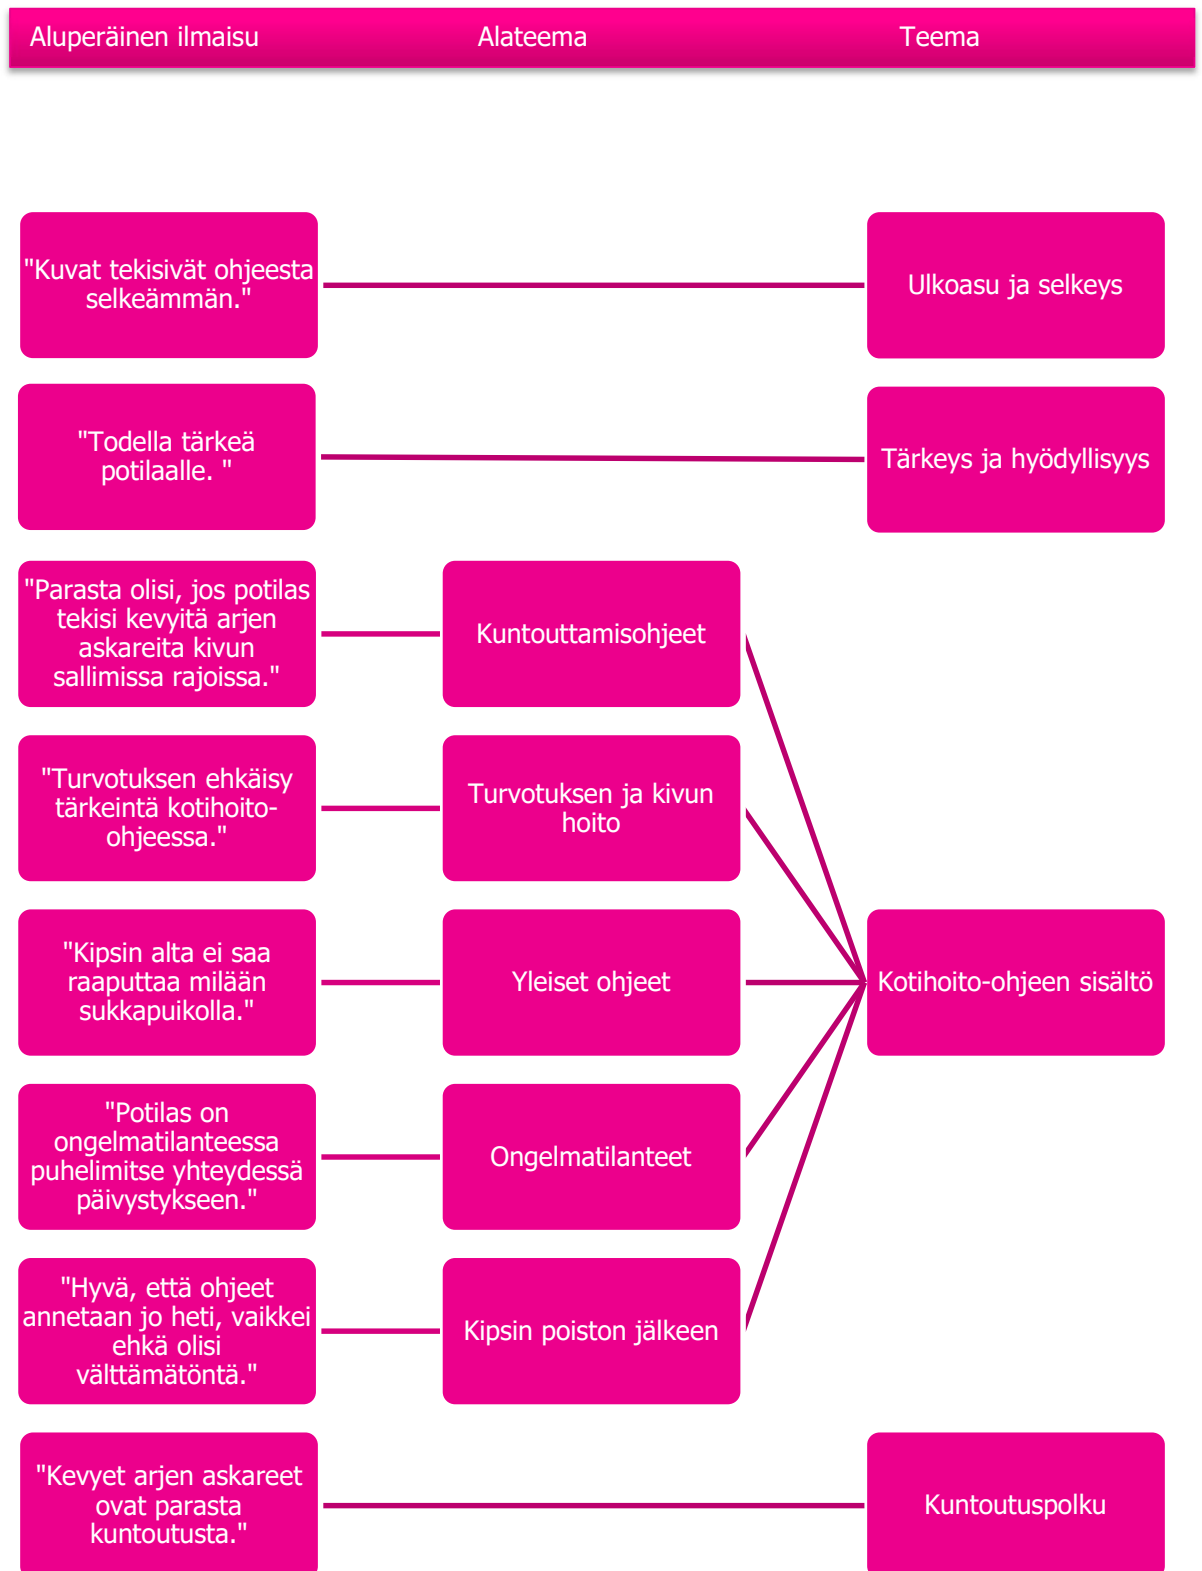 Aluperäinen ilmaisu Alateema Teema
"Kuvat tekisivät ohjeesta
selkeämmän."
Ulkoasu ja selkeys
"Todella tärkeä
potilaalle. "
Tärkeys ja hyödyllisyys
"Parasta olisi, jos potilas
tekisi kevyitä arjen
askareita kivun
sallimissa rajoissa."
Kuntouttamisohjeet
"Turvotuksen ehkäisy
tärkeintä kotihoito-
ohjeessa."
Turvotuksen ja kivun
hoito
"Kipsin alta ei saa
raaputtaa milään
sukkapuikolla."
Yleiset ohjeet
Kotihoito-ohjeen sisältö
"Potilas on
ongelmatilanteessa
puhelimitse yhteydessä
päivystykseen."
Ongelmatilanteet
"Hyvä, että ohjeet
annetaan jo heti, vaikkei
ehkä olisi
välttämätöntä."
Kipsin poiston jälkeen
"Kevyet arjen askareet
ovat parasta
kuntoutusta."
Kuntoutuspolku